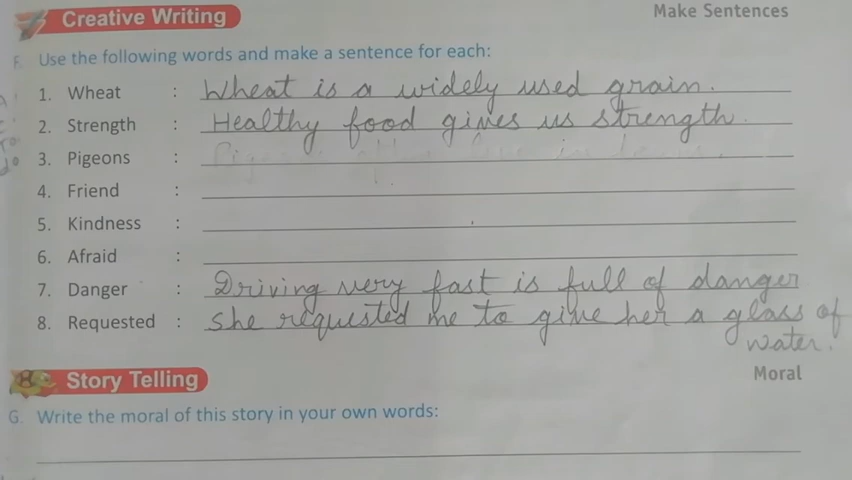 Creative Writing
Make Sentences
F. Use the following words and make a sentence for each:
1. Wheat : Wheat is a widely used grain.
2. Strength : Healthy food gives us strength.
3. Pigeons :
4. Friend :
5. Kindness :
6. Afraid :
7. Danger : Driving very fast is full of danger
8. Requested : She requested me to give her a glass of
water.
Story Telling
Moral
G. Write the moral of this story in your own words: